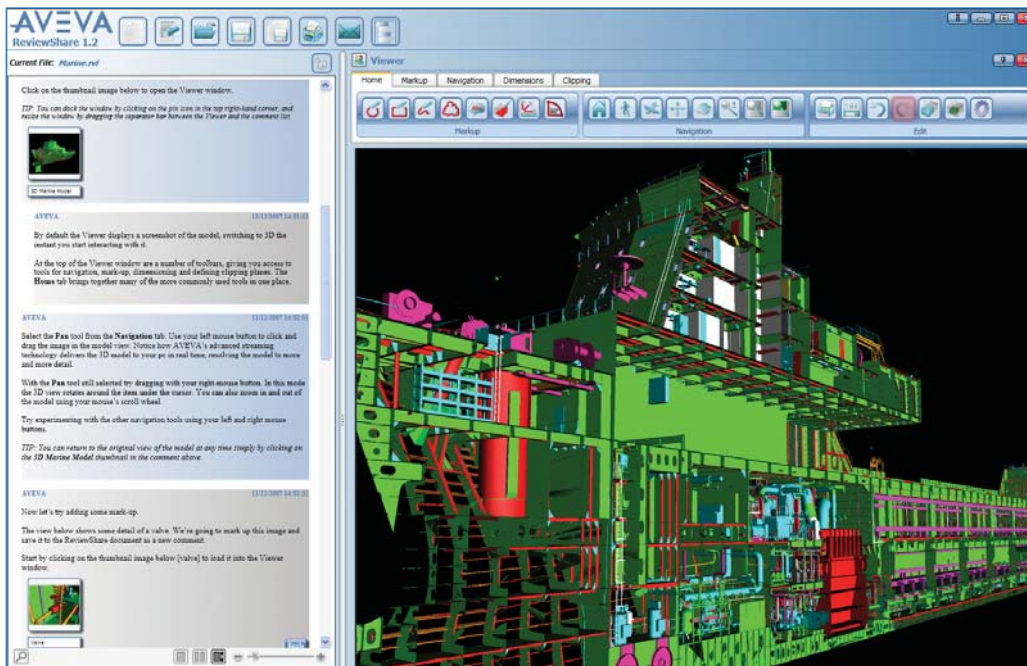 AVEVA
ReviewShare 1.2
Current File: Marine.rvf
Click on the thumbnail image below to open the Viewer window.
TIP: You can dock the window by clicking on the pin icon in the top right-hand corner, and
resize the window by dragging the separator bar between the Viewer and the comment list.
3D Marine Model
AVEVA
By default the Viewer displays a screenshot of the model, switching to 3D the
instant you start interacting with it.
At the top of the Viewer window are a number of toolbars, giving you access to
tools for navigation, mark-up, dimensioning and defining clipping planes. The
Home tab brings together many of the more commonly used tools in one place.
AVEVA
Select the Pan tool from the Navigation tab. Use your left mouse button to click and
drag the image in the model view. Notice how AVEVA's advanced streaming
technology delivers the 3D model to your pc in real time, resolving the model to more
and more detail.
With the Pan tool still selected try dragging with your right mouse button. In this mode
the 3D view rotates around the item under the cursor. You can also zoom in and out
of the model using your mouse's scroll wheel.
Try experimenting with the other navigation tools using your left and right mouse
buttons.
TIP: You can return to the original view of the model at any time simply by clicking on
the 3D Marine Model thumbnail in the comment above.
AVEVA
Now let's try adding some mark-up.
The view below shows some detail of a valve. We're going to mark up this image and
save it to the ReviewShare document as a new comment.
Start by clicking on the thumbnail image below [valve] to load it into the Viewer
window.
Valve
Viewer
Home Markup Navigation Dimensions Clipping
Markup Navigation Edit